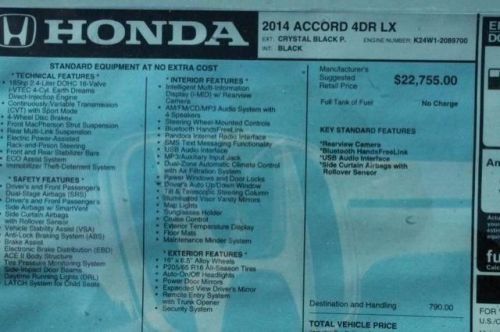 HONDA
2014 ACCORD 4DR LX
EXT: CRYSTAL BLACK P. ENGINE NUMBER: K24W1-2089700
INT: BLACK
STANDARD EQUIPMENT AT NO EXTRA COST
* TECHNICAL FEATURES *
* 185hp 2.4-Liter DOHC 16-Valve
i-VTEC 4-Cyl. Earth Dreams
Direct-Injection Engine
* Continuously Variable Transmission
(CVT) with Sport Mode
* 4-Wheel Disc Brakes
* Front MacPherson Strut Suspension
* Rear Multi-Link Suspension
* Electric Power-Assisted
Rack-and-Pinion Steering
* Front and Rear Stabilizer Bars
* ECO Assist System
* Immobilizer Theft-Deterrent System
* SAFETY FEATURES *
* Driver's and Front Passenger's
Dual-Stage Airbags (SRS)
* Driver's and Front Passenger's
Side Airbags w/SmartVent
* Side Curtain Airbags
with Rollover Sensor
* Vehicle Stability Assist (VSA)
* Anti-Lock Braking System (ABS)
* Brake Assist
* Electronic Brake Distribution (EBD)
* ACE II Body Structure
* Tire Pressure Monitoring System
* Side-Impact Door Beams
* Daytime Running Lights (DRL)
* LATCH System for Child Seats
* INTERIOR FEATURES *
* Intelligent Multi-Information
Display (i-MID) w/ Rearview
Camera
* AM/FM/CD/MP3 Audio System with
4 Speakers
* Steering Wheel-Mounted Controls
* Bluetooth HandsFreeLink
* Pandora Internet Radio Interface
* SMS Text Messaging Functionality
* USB Audio Interface
* MP3/Auxiliary Input Jack
* Dual-Zone Automatic Climate Control
with Air Filtration System
* Power Windows and Door Locks
* Driver's Auto Up/Down Window
* Tilt & Telescopic Steering Column
* Illuminated Visor Vanity Mirrors
* Map Lights
* Sunglasses Holder
* Cruise Control
* Exterior Temperature Display
* Floor Mats
* Maintenance Minder System
* EXTERIOR FEATURES *
* 16" x 6.5" Alloy Wheels
* P205/65 R16 All-Season Tires
* Auto-On/Off Headlights
* Power Door Mirrors
* Expanded View Driver's Mirror
* Remote Entry System
with Trunk Opener
* Security System
Manufacturer's
Suggested
Retail Price
$22,755.00
Full Tank of Fuel No Charge
KEY STANDARD FEATURES
*Rearview Camera
*Bluetooth HandsFreeLink
*USB Audio Interface
*Side Curtain Airbags with
Rollover Sensor
Destination and Handling 790.00
TOTAL VEHICLE PRICE
FOR
U.S./C